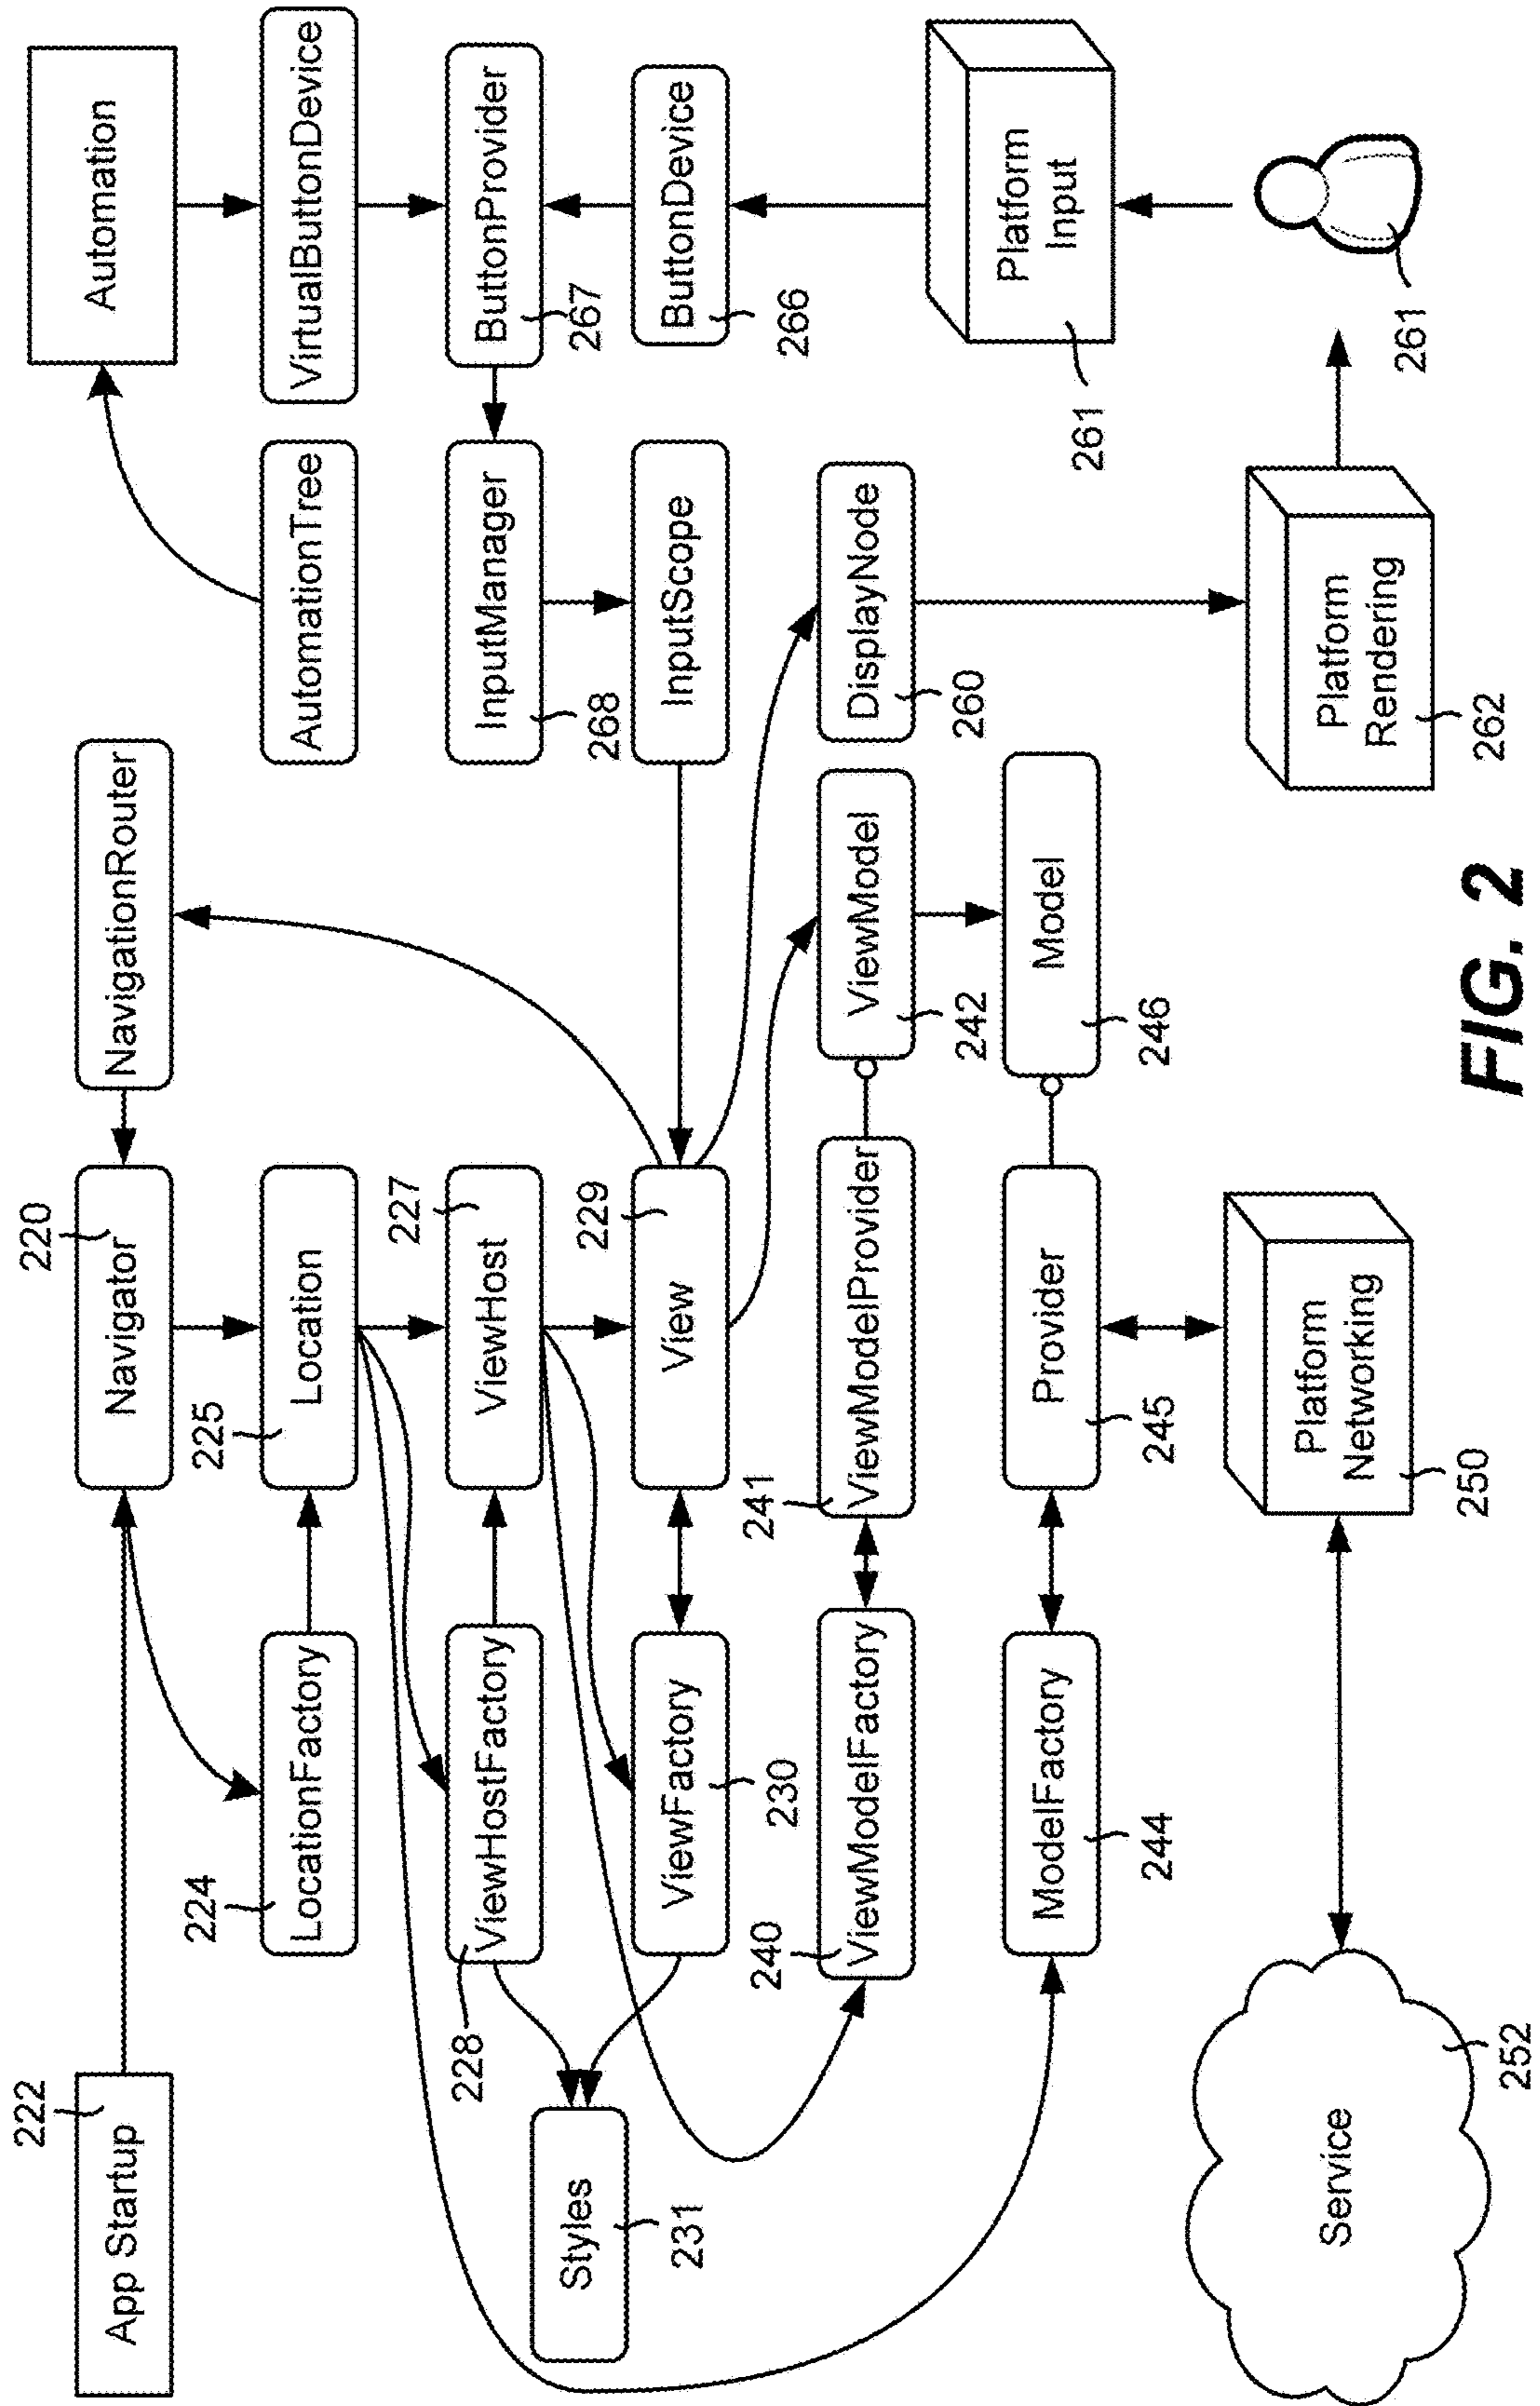 222
App Startup
220
Navigator
NavigationRouter
Automation
224
LocationFactory
225
Location
AutomationTree
VirtualButtonDevice
228
ViewHostFactory
227
ViewHost
InputManager
268
ButtonProvider
267
Styles
231
ViewFactory
230
229
View
InputScope
ButtonDevice
266
240
ViewModelFactory
241
ViewModelProvider
ViewModel
242
DisplayNode
260
ModelFactory
244
Provider
245
Model
246
Platform
Input
261
Service
252
Platform
Networking
250
Platform
Rendering
262
261
FIG. 2